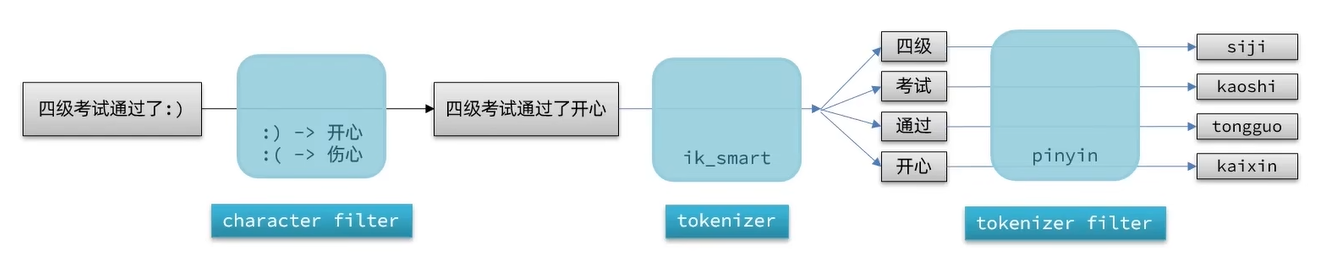 四级考试通过了:)
:) -> 开心
:( -> 伤心
character filter
四级考试通过了开心
ik_smart
tokenizer
四级
考试
通过
开心
pinyin
tokenizer filter
siji
kaoshi
tongguo
kaixin